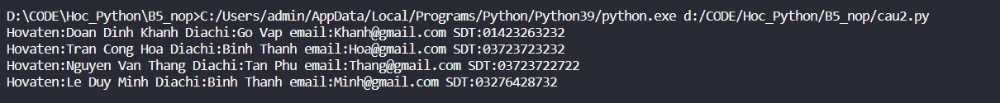 D:\CODE\Hoc_Python\B5_nop>C:/Users/admin/AppData/Local/Programs/Python/Python39/python.exe d:/CODE/Hoc_Python/B5_nop/cau2.py
Hovaten:Doan Dinh Khanh Diachi:Go Vap email:Khanh@gmail.com SDT:01423263232
Hovaten:Tran Cong Hoa Diachi:Binh Thanh email:Hoa@gmail.com SDT:03723723232
Hovaten:Nguyen Van Thang Diachi:Tan Phu email:Thang@gmail.com SDT:03723722722
Hovaten:Le Duy Minh Diachi:Binh Thanh email:Minh@gmail.com SDT:03276428732